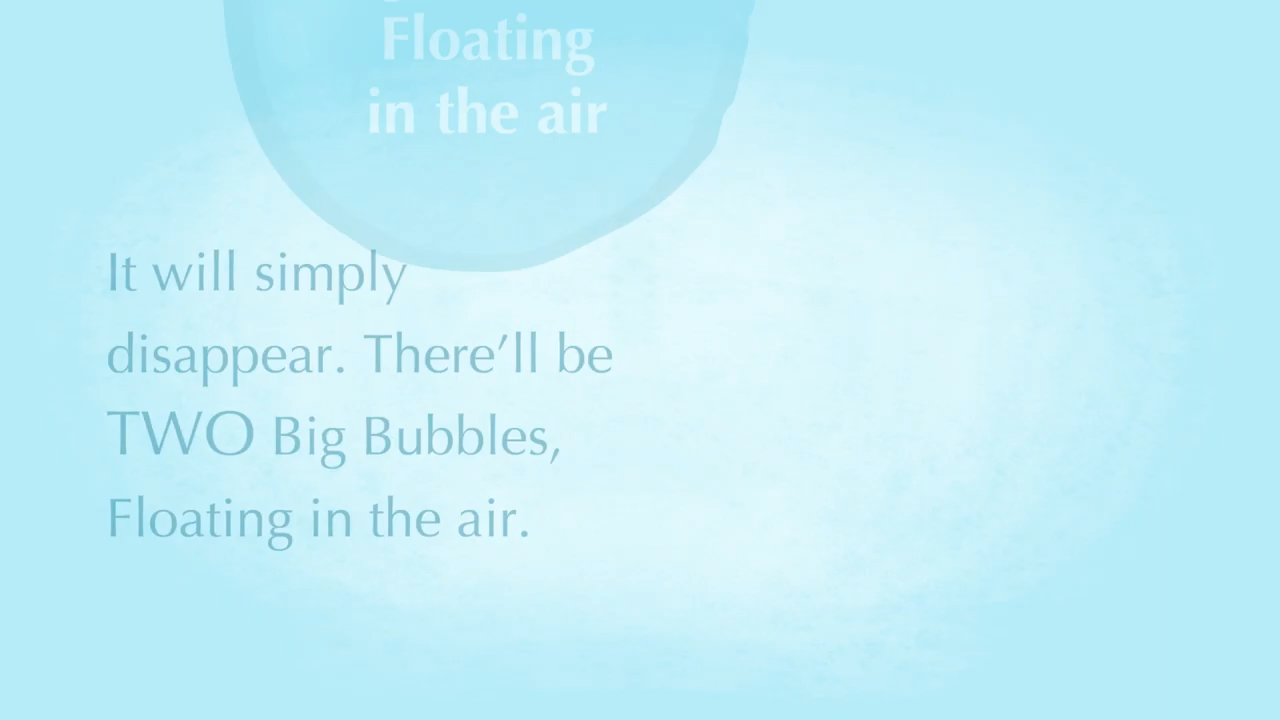 Floating
in the air
It will simply
disappear. There’ll be
TWO Big Bubbles,
Floating in the air.